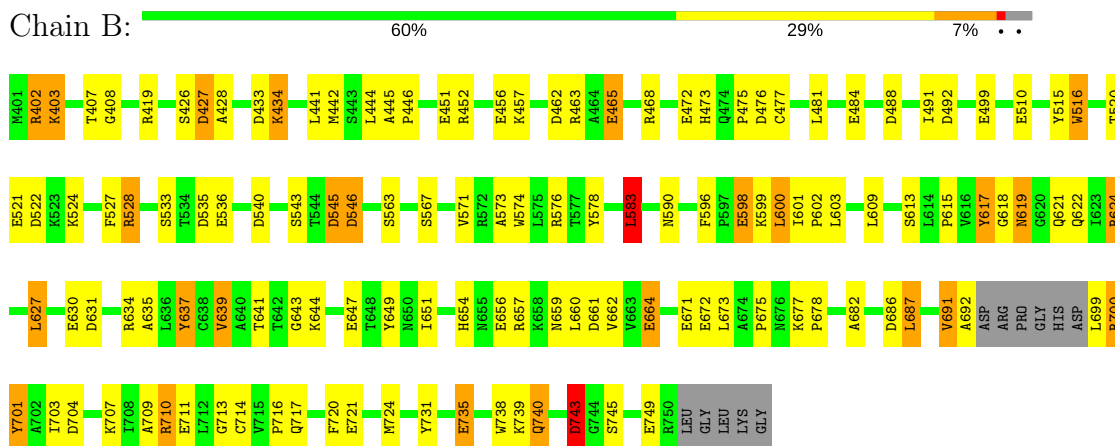 Chain B:
60% 29% 7% • •
M401 R402 K403 T407 G408 R419 S426 D427 A428 D433 K434 L441 M442 S443 L444 A445 P446 E451 R452 E456 K457 D462 R463 A464 E465 R468 E472 H473 Q474 P475 D476 C477 L481 E484 D488 I491 D492 E499 E510 Y515 W516 T520
E521 D522 K523 K524 F527 R528 S533 T534 D535 E536 D540 S543 T544 D545 D546 S563 S567 V571 R572 A573 W574 L575 R576 T577 Y578 L583 N590 F596 P597 E598 K599 L600 I601 P602 L603 L609 S613 L614 P615 V616 Y617 G618 N619 G620 Q621 Q622 I623
L627 E630 D631 R634 A635 L636 Y637 C638 V639 A640 T641 T642 G643 K644 E647 T648 Y649 N650 I651 H654 N655 E656 R657 K658 N659 L660 D661 V662 V663 E664 E671 E672 L673 A674 P675 N676 K677 P678 A682 D686 L687 V691 A692 ASP ARG PRO GLY HIS ASP L699
Y701 A702 I703 D704 K707 I708 A709 R710 E711 L712 G713 C714 V715 P716 Q717 F720 E721 M724 Y731 E735 W738 K739 Q740 D743 G744 S745 E749 R750 LEU GLY LEU LYS GLY